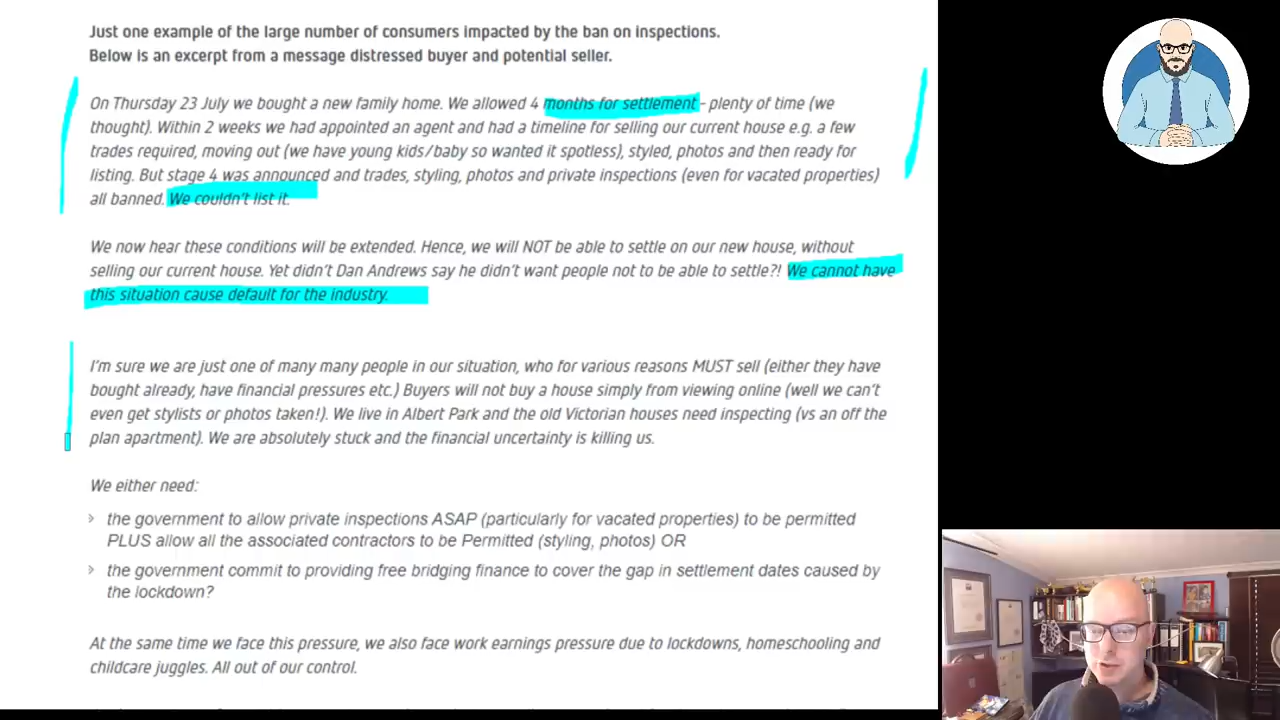 Just one example of the large number of consumers impacted by the ban on inspections.
Below is an excerpt from a message distressed buyer and potential seller.
On Thursday 23 July we bought a new family home. We allowed 4 months for settlement - plenty of time (we
thought). Within 2 weeks we had appointed an agent and had a timeline for selling our current house e.g. a few
trades required, moving out (we have young kids/baby so wanted it spotless), styled, photos and then ready for
listing. But stage 4 was announced and trades, styling, photos and private inspections (even for vacated properties)
all banned. We couldn't list it.
We now hear these conditions will be extended. Hence, we will NOT be able to settle on our new house, without
selling our current house. Yet didn't Dan Andrews say he didn't want people not to be able to settle?! We cannot have
this situation cause default for the industry.
I'm sure we are just one of many many people in our situation, who for various reasons MUST sell (either they have
bought already, have financial pressures etc.) Buyers will not buy a house simply from viewing online (well we can't
even get stylists or photos taken!). We live in Albert Park and the old Victorian houses need inspecting (vs an off the
plan apartment). We are absolutely stuck and the financial uncertainty is killing us.
We either need:
the government to allow private inspections ASAP (particularly for vacated properties) to be permitted
PLUS allow all the associated contractors to be Permitted (styling, photos) OR
the government commit to providing free bridging finance to cover the gap in settlement dates caused by
the lockdown?
At the same time we face this pressure, we also face work earnings pressure due to lockdowns, homeschooling and
childcare juggles. All out of our control.